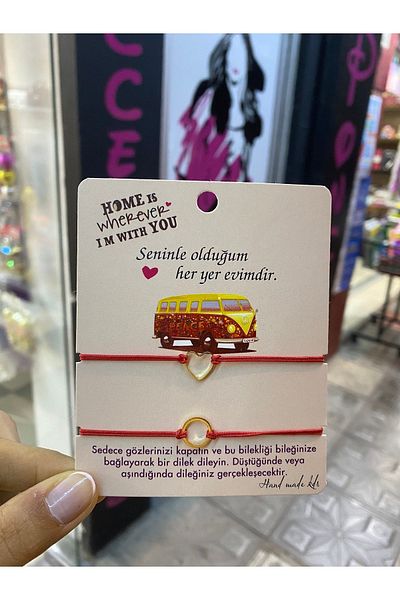 HOME IS
wherever
I M WITH YOU
Seninle olduğum
her yer evimdir.
Sedece gözlerinizi kapatın ve bu bilekliği bileğinize
bağlayarak bir dilek dileyin. Düştüğünde veya
aşındığında dileğiniz gerçekleşecektir.
Hand made kdr